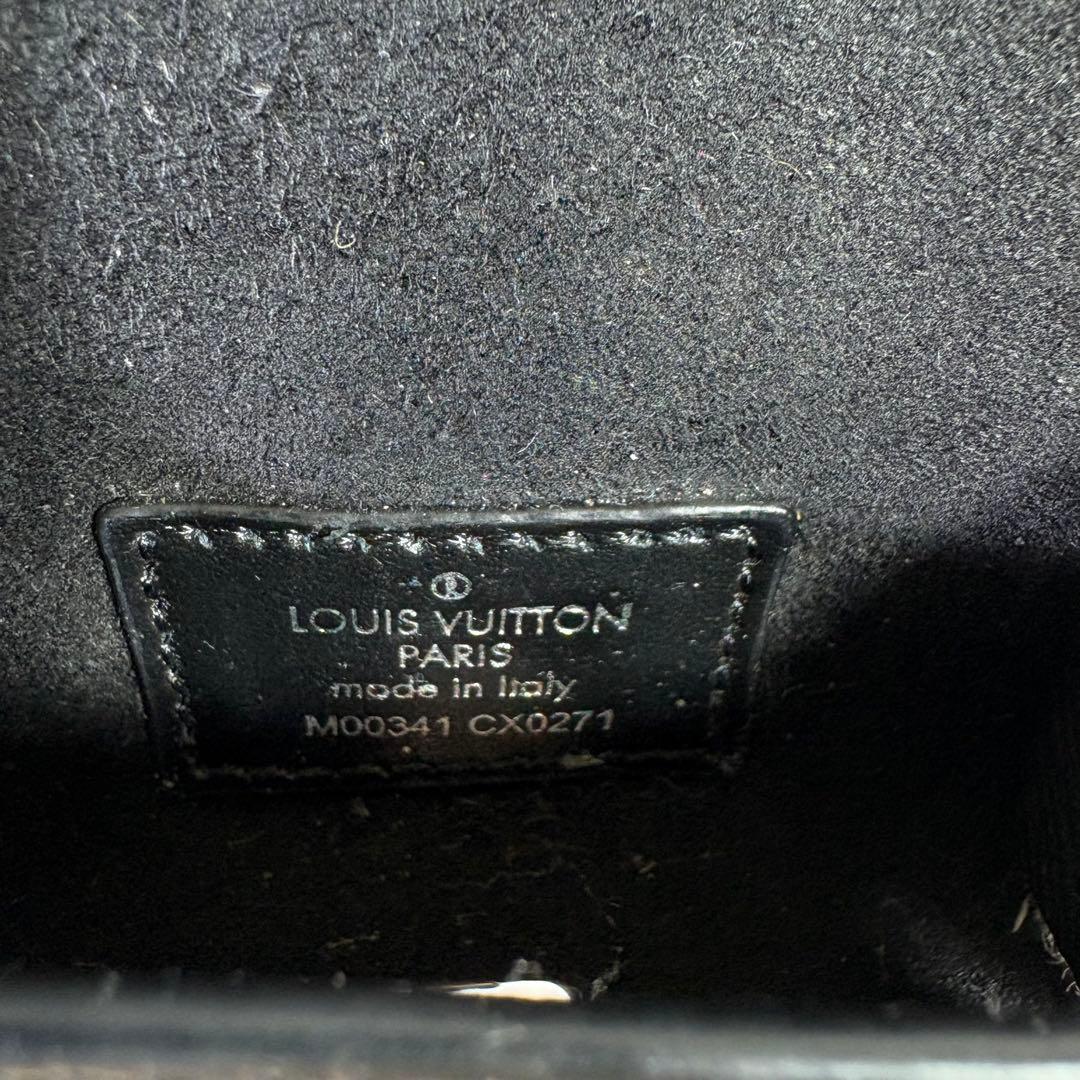 ®
LOUIS VUITTON
PARIS
made in Italy
M00341 CX0271